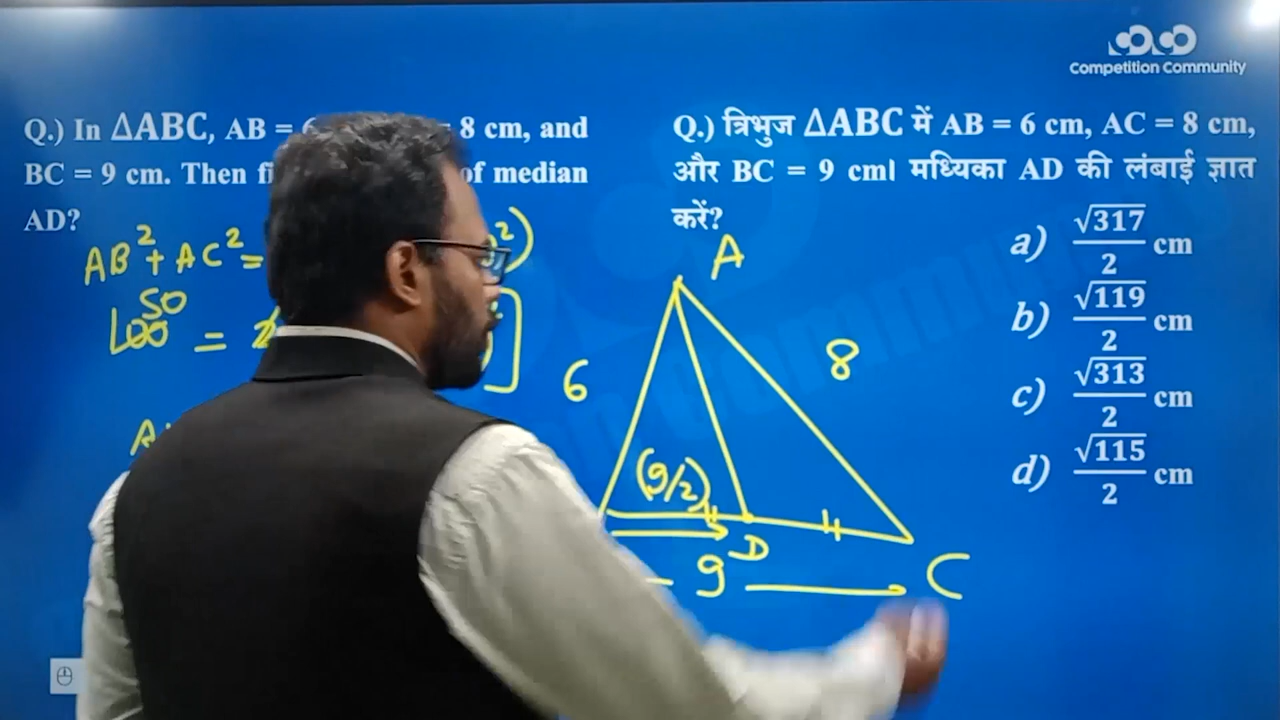 Competition Community
Q.) In ΔABC, AB = 8 cm, and
BC = 9 cm. Then of median
AD?
Q.) त्रिभुज ΔABC में AB = 6 cm, AC = 8 cm,
और BC = 9 cm। मध्यिका AD की लंबाई ज्ञात
करें?
a) √317/2 cm
b) √119/2 cm
c) √313/2 cm
d) √115/2 cm
AB² + AC² = ²)
50
100 = ]
A
6
8
(9/2)
D
9
C